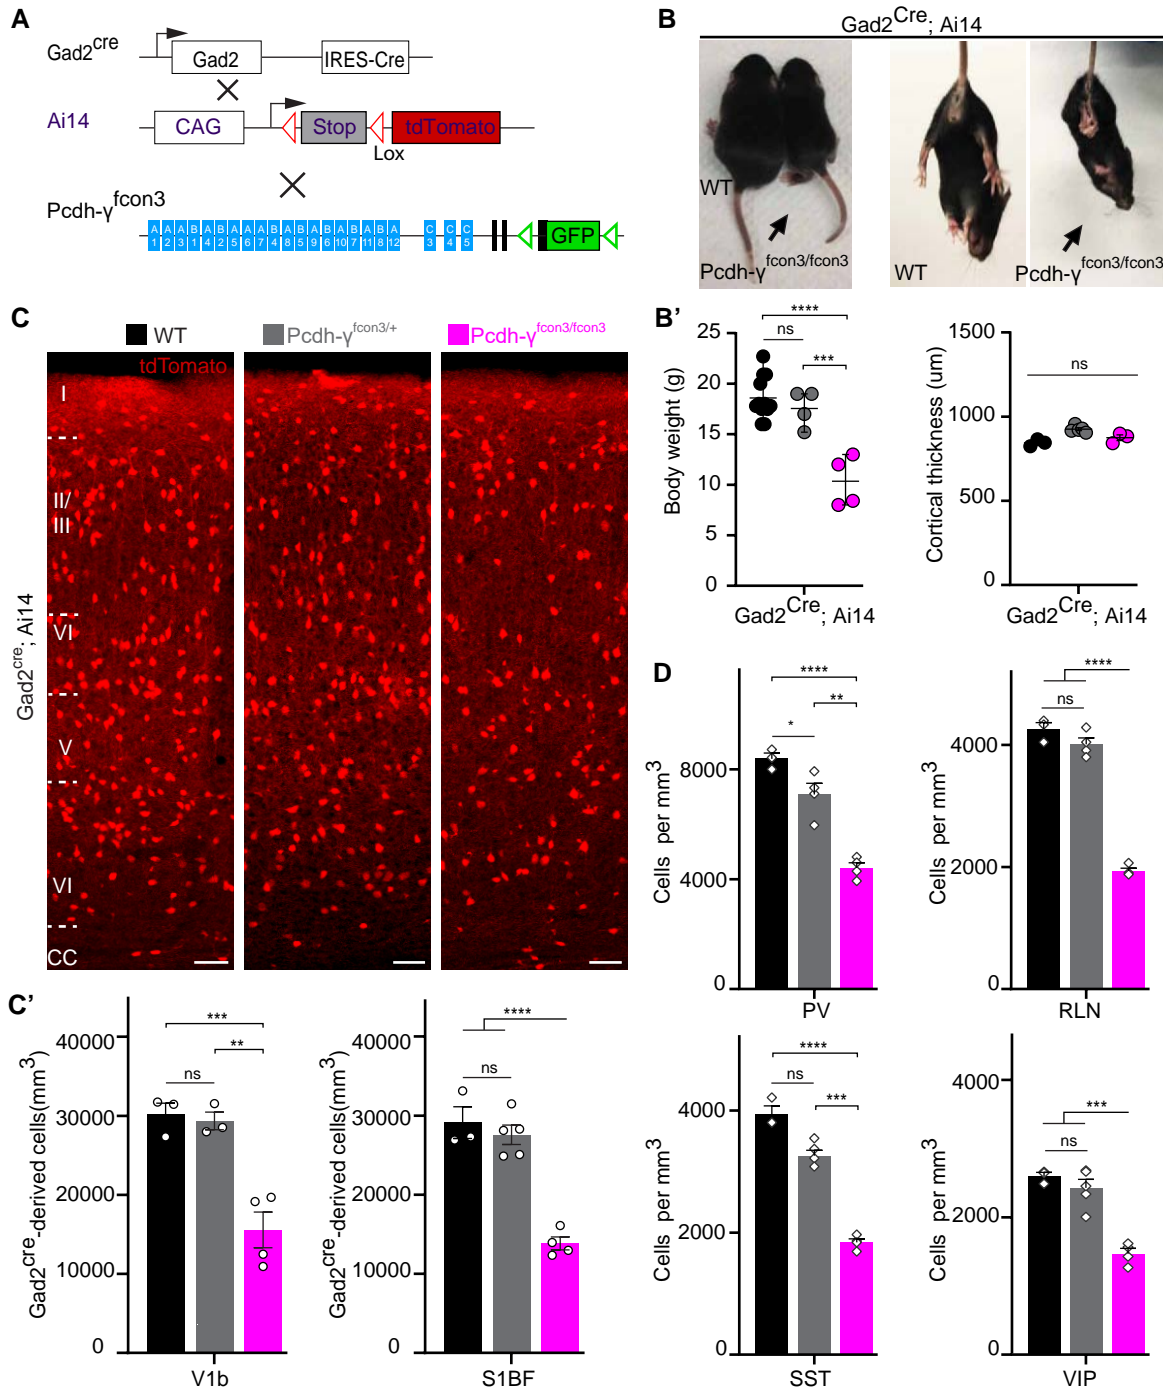 A
Gad2cre
Gad2
IRES-Cre
Ai14
CAG
Stop
tdTomato
Lox
Pcdh-γfcon3
A A A B A B A A B A A B A B A A B A
1 2 3 1 4 2 5 6 4 7 8 5 9 6 10 7 11 8 12
C C C
3 4 5
GFP
B
Gad2Cre; Ai14
WT
Pcdh-γfcon3/fcon3
WT
Pcdh-γfcon3/fcon3
C
WT
Pcdh-γfcon3/+
Pcdh-γfcon3/fcon3
tdTomato
Gad2cre; Ai14
I
II/
III
VI
V
VI
CC
B'
Body weight (g)
25
20
15
10
5
0
****
ns
***
Gad2Cre; Ai14
Cortical thickness (um)
1500
1000
500
0
ns
Gad2Cre; Ai14
C'
Gad2cre-derived cells(mm3)
40000
30000
20000
10000
0
***
**
ns
V1b
Gad2cre-derived cells(mm3)
40000
30000
20000
10000
0
****
ns
S1BF
D
Cells per mm3
8000
4000
0
****
**
*
PV
Cells per mm3
4000
2000
0
****
ns
RLN
Cells per mm3
4000
2000
0
****
ns
***
SST
Cells per mm3
4000
2000
0
***
ns
VIP